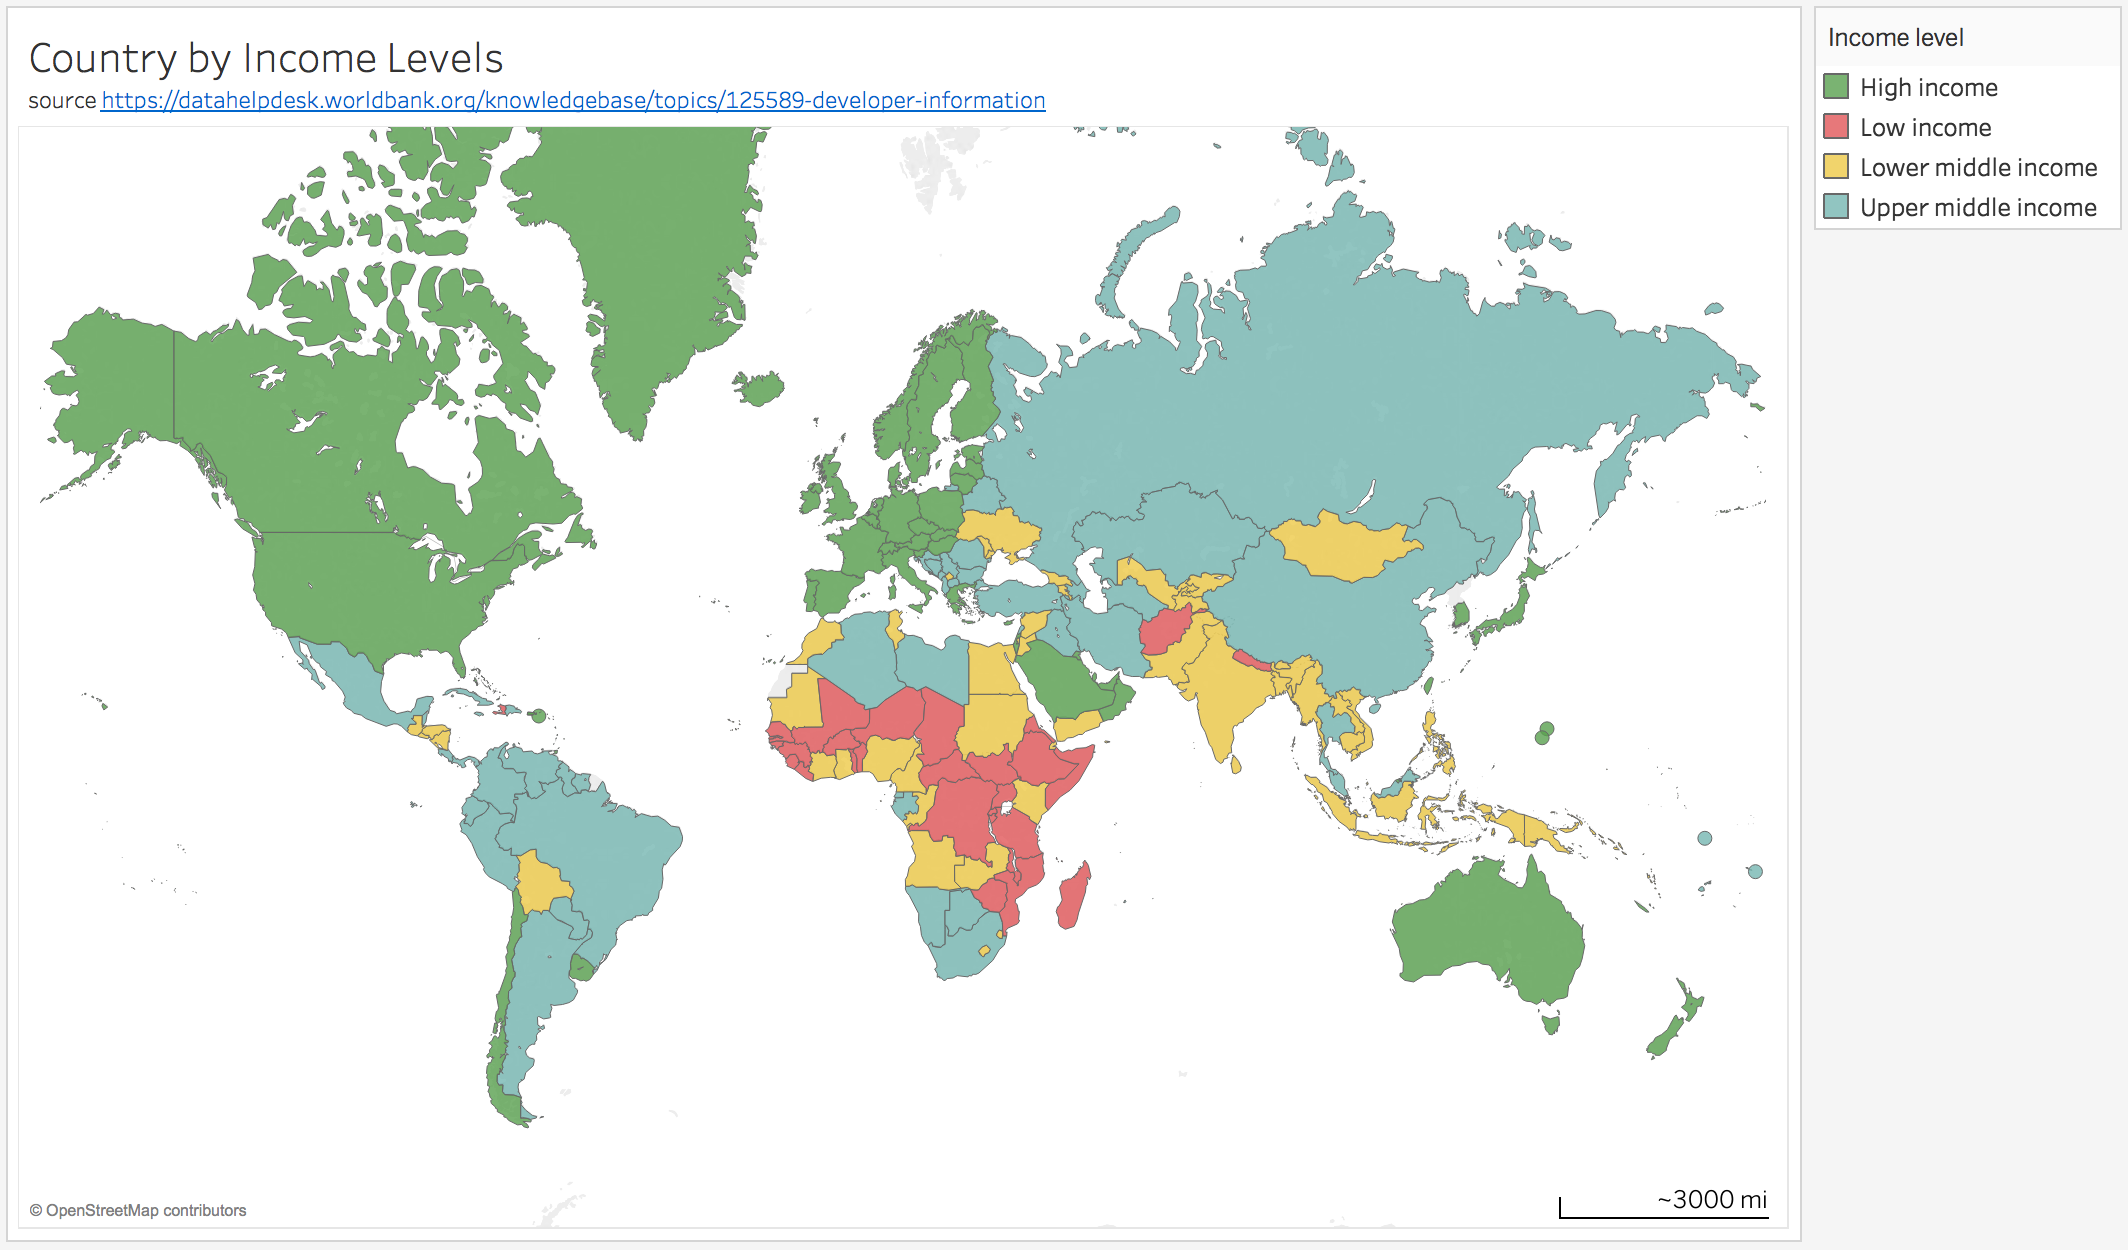 Country by Income Levels
source https://datahelpdesk.worldbank.org/knowledgebase/topics/125589-developer-information
Income level
High income
Low income
Lower middle income
Upper middle income
© OpenStreetMap contributors
~3000 mi